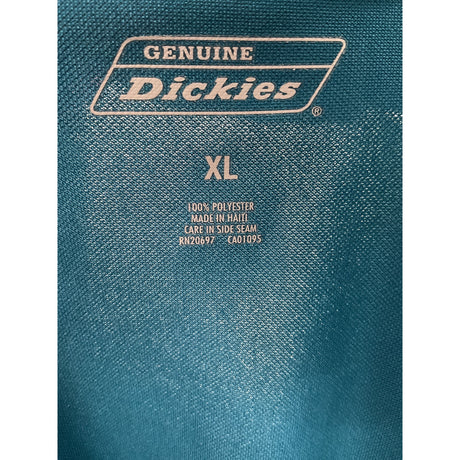 GENUINE
Dickies®
XL
100% POLYESTER
MADE IN HAITI
CARE IN SIDE SEAM
RN20697 CA01095